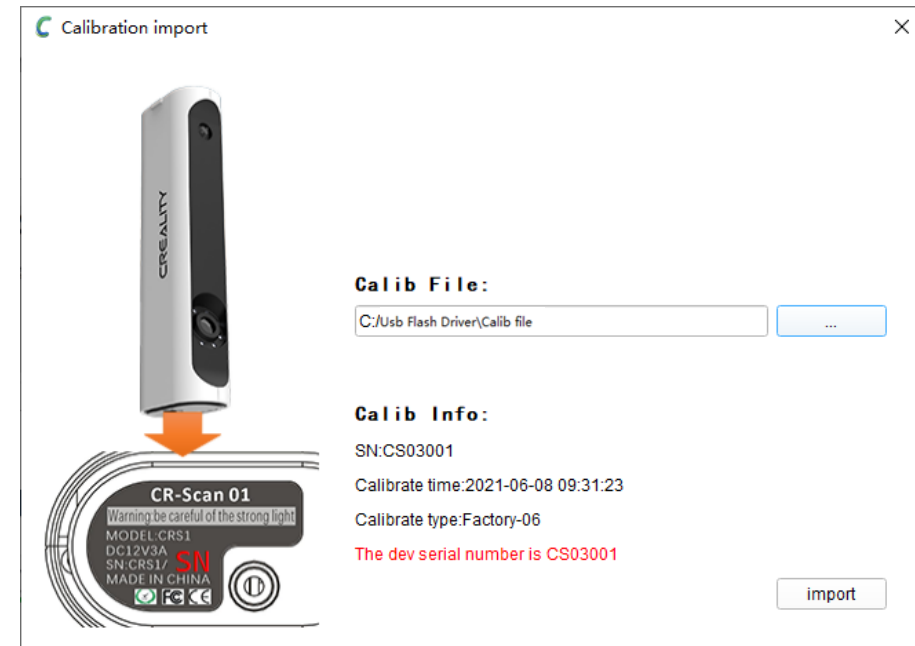 Calibration import
CREALITY
Calib File:
C:/Usb Flash Driver\Calib file
...
Calib Info:
SN:CS03001
Calibrate time:2021-06-08 09:31:23
Calibrate type:Factory-06
The dev serial number is CS03001
import
CR-Scan 01
Warning:be careful of the strong light
MODEL:CRS1
DC12V3A
SN:CRS1/ SN
MADE IN CHINA
FC CE